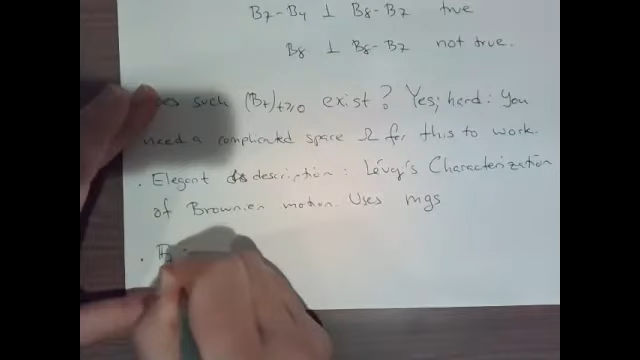 B7-B4 ⊥ B8-B7 true
B8 ⊥ B8-B7 not true.
such (Bt)t≥0 exist? Yes; hard: you
need a complicated space Ω for this to work.
· Elegant description: Lévy's Characterization
of Brownian motion. Uses mgs
·